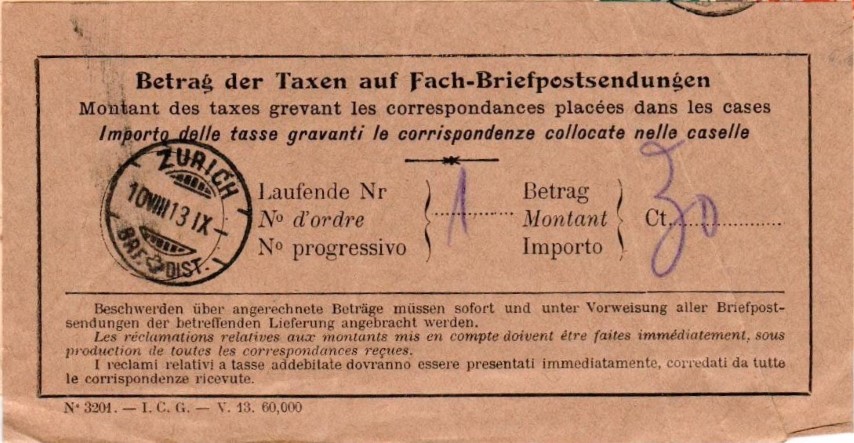 Betrag der Taxen auf Fach-Briefpostsendungen
Montant des taxes grevant les correspondances placées dans les cases
Importo delle tasse gravanti le corrispondenze collocate nelle caselle
ZÜRICH
10 VIII 13 IX
BRF. DIST.
Laufende Nr
Nº d'ordre
Nº progressivo
1
Betrag
Montant
Importo
Ct. 30
Beschwerden über angerechnete Beträge müssen sofort und unter Vorweisung aller Briefpost-
sendungen der betreffenden Lieferung angebracht werden.
Les réclamations relatives aux montants mis en compte doivent être faites immédiatement, sous
production de toutes les correspondances reçues.
I reclami relativi a tasse addebitate dovranno essere presentati immediatamente, corredati da tutte
le corrispondenze ricevute.
Nº 3201. — I. C. G. — V. 13. 60,000